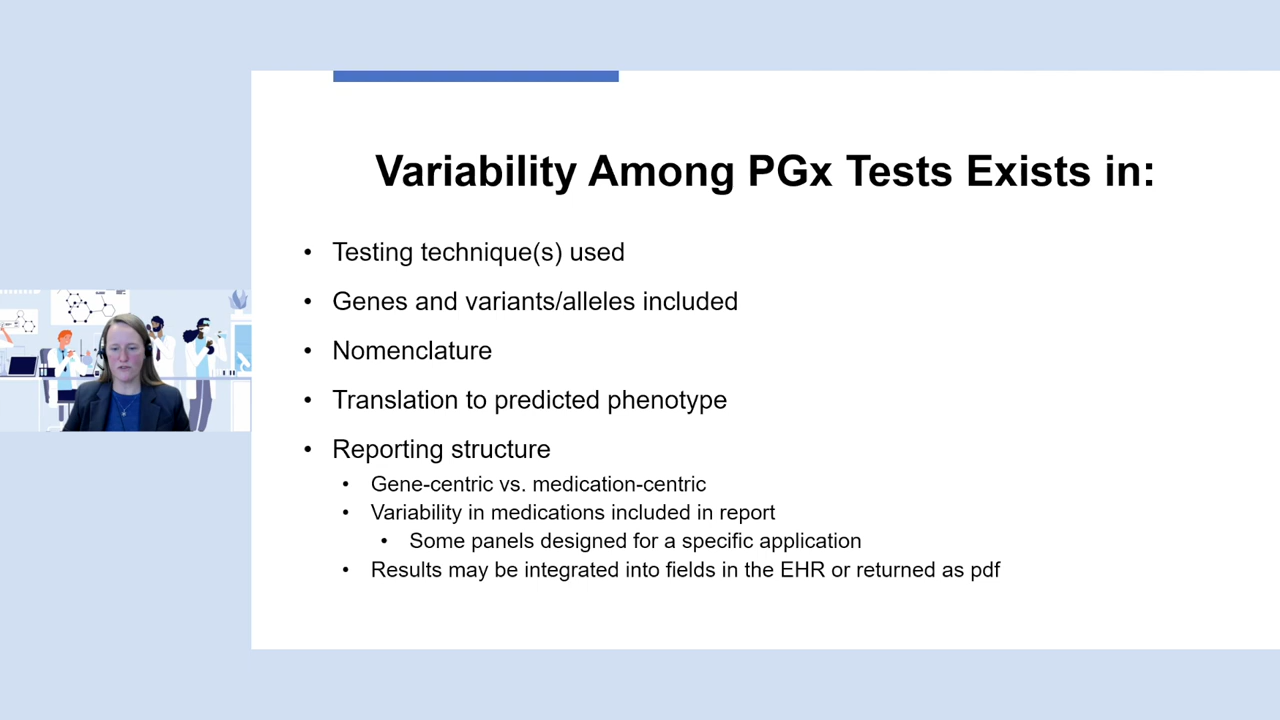 Variability Among PGx Tests Exists in:
• Testing technique(s) used
• Genes and variants/alleles included
• Nomenclature
• Translation to predicted phenotype
• Reporting structure
• Gene-centric vs. medication-centric
• Variability in medications included in report
• Some panels designed for a specific application
• Results may be integrated into fields in the EHR or returned as pdf